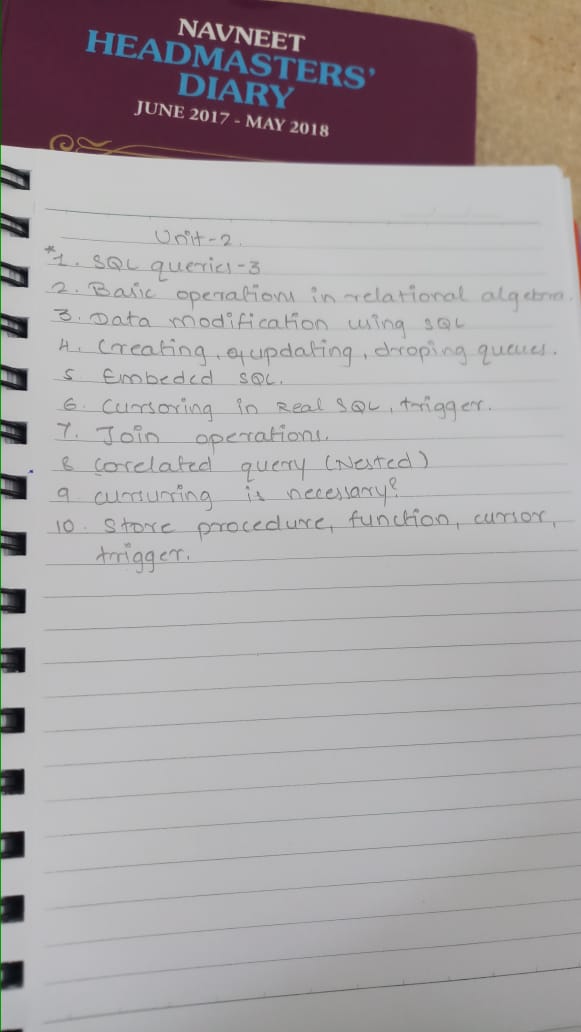 NAVNEET
HEADMASTERS'
DIARY
JUNE 2017 - MAY 2018
Unit-2.
*1. SQL queries-3
2. Basic operations in relational algebra.
3. Data modification using SQL
4. Creating, updating, droping queues.
5 Embeded SQL.
6. Cursoring in Real SQL, trigger.
7. Join operations.
8 Corelated query (Nested)
9 cursurring is necessary?
10. Store procedure, function, cursor,
trigger.